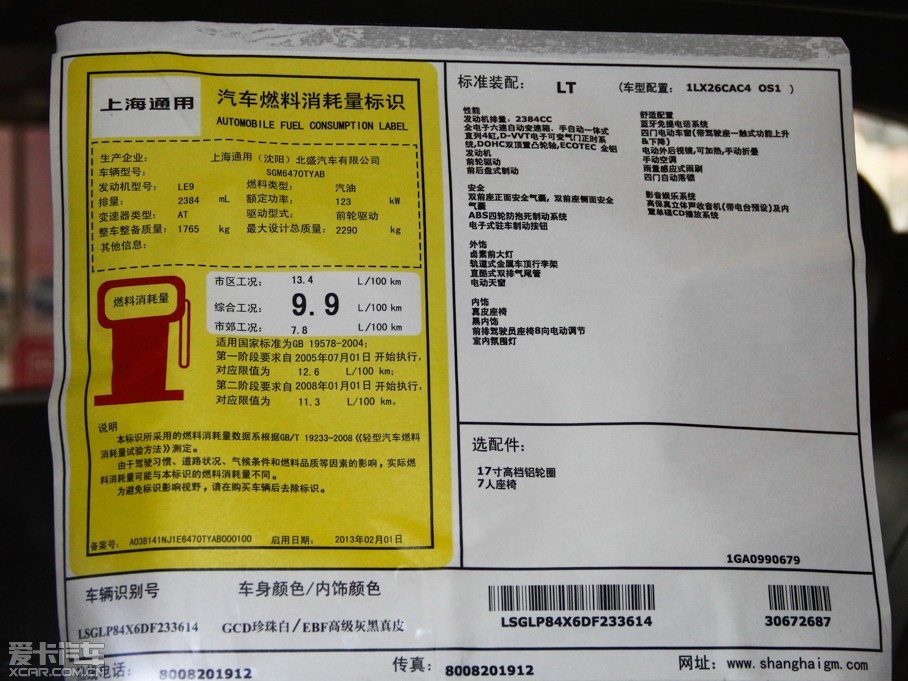 上海通用
汽车燃料消耗量标识
AUTOMOBILE FUEL CONSUMPTION LABEL
生产企业： 上海通用（沈阳）北盛汽车有限公司
车辆型号： SGM6470TYAB
发动机型号： LE9 燃料类型： 汽油
排量： 2384 mL 额定功率： 123 kW
变速器类型： AT 驱动型式： 前轮驱动
整车整备质量： 1765 kg 最大设计总质量： 2290 kg
其他信息：
燃料消耗量
市区工况： 13.4 L/100 km
综合工况： 9.9 L/100 km
市郊工况： 7.8 L/100 km
适用国家标准为GB 19578-2004；
第一阶段要求自 2005年07月01日 开始执行，
对应限值为 12.6 L/100 km；
第二阶段要求自 2008年01月01日 开始执行，
对应限值为 11.3 L/100 km。
说明
本标识所采用的燃料消耗量数据系根据GB/T 19233-2008《轻型汽车燃料
消耗量试验方法》测定。
由于驾驶习惯、道路状况、气候条件和燃料品质等因素的影响，实际燃
料消耗量可能与本标识的燃料消耗量不同。
为避免标识影响视野，请在购买车辆后去除标识。
备案号： A038141NJ1E6470TYAB000100 启用日期： 2013年02月01日
标准装配： LT （车型配置： 1LX26CAC4 OS1 ）
性能
发动机排量，2384CC
全电子六速自动变速箱，手自动一体式
直列4缸,D-VVT电子可变气门正时系
统,DOHC双顶置凸轮轴,ECOTEC 全铝
发动机
前轮驱动
前后盘式制动
安全
双前座正面安全气囊，双前座侧面安全
气囊
ABS四轮防抱死制动系统
电子式驻车制动按钮
外饰
卤素前大灯
轨道式金属车顶行李架
直酷式双排气尾管
电动天窗
内饰
真皮座椅
黑内饰
前排驾驶员座椅8向电动调节
室内氛围灯
舒适配置
蓝牙免提电话系统
四门电动车窗(带驾驶座一触式功能上升
&下降)
电动外后视镜,可加热,手动折叠
手动空调
雨量感应式雨刷
四门自动落锁
影音娱乐系统
高保真立体声收音机(带电台预设)及内
置单碟CD播放系统
选配件：
17寸高档铝轮圈
7人座椅
1GA0990679
车辆识别号 车身颜色/内饰颜色
LSGLP84X6DF233614 GCD珍珠白/EBF高级灰黑真皮
LSGLP84X6DF233614
30672687
电话： 8008201912 传真： 8008201912 网址： www.shanghaigm.com
爱卡汽车
XCAR.COM.CN